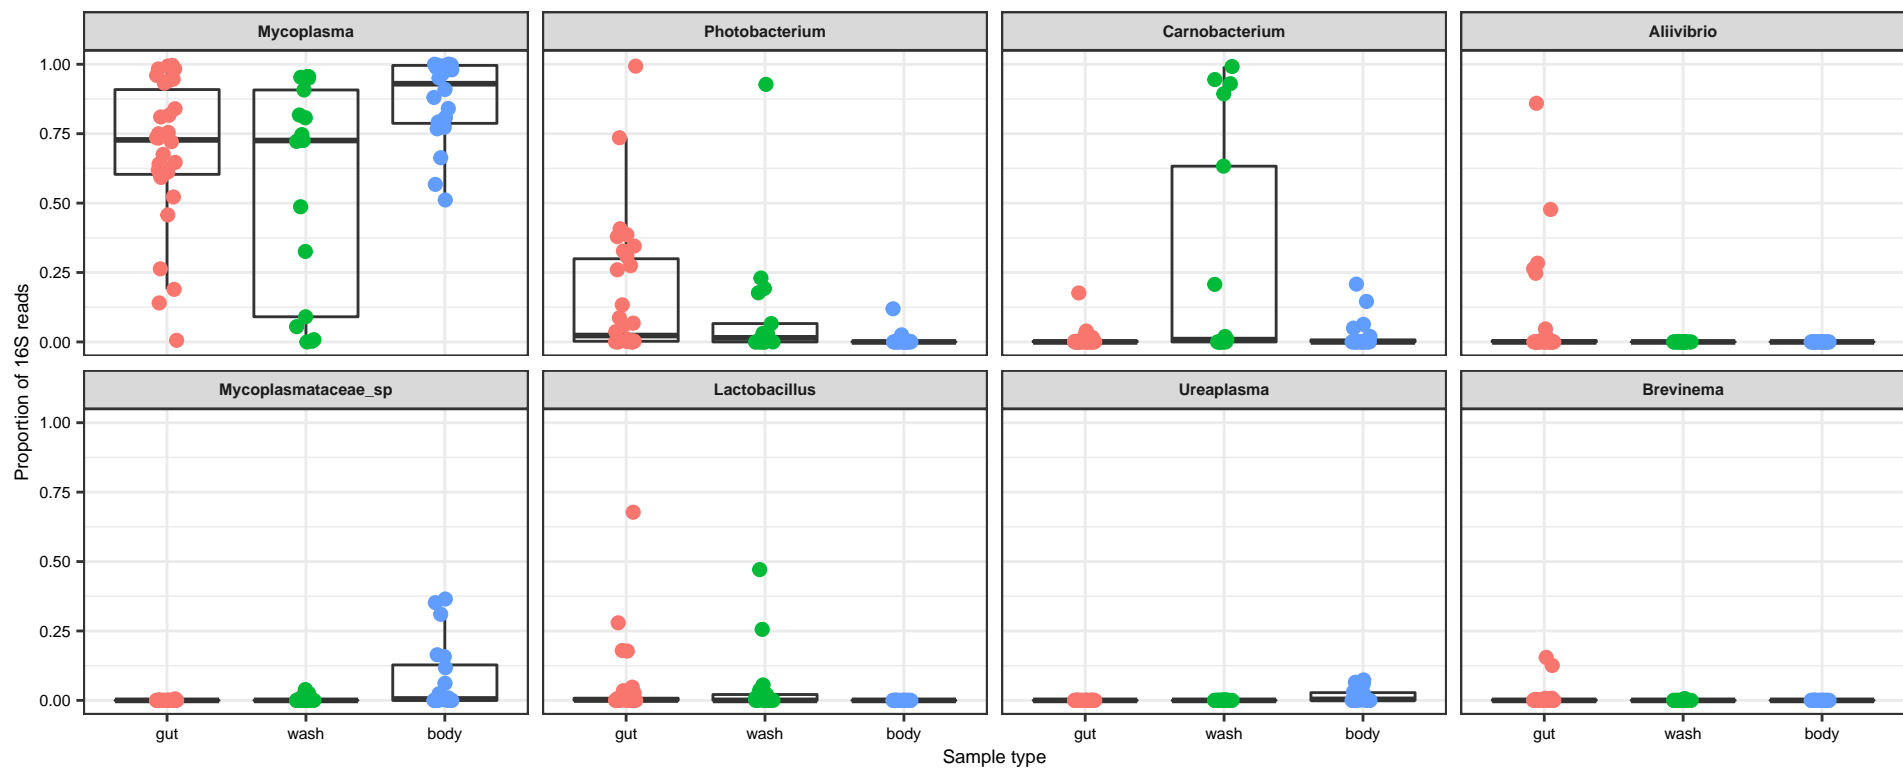 Mycoplasma Photobacterium Carnobacterium Aliivibrio
1.00
0.75
0.50
0.25
0.00
Mycoplasmataceae_sp Lactobacillus Ureaplasma Brevinema
1.00
0.75
0.50
0.25
0.00
gut wash body gut wash body gut wash body gut wash body
Sample type
Proportion of 16S reads